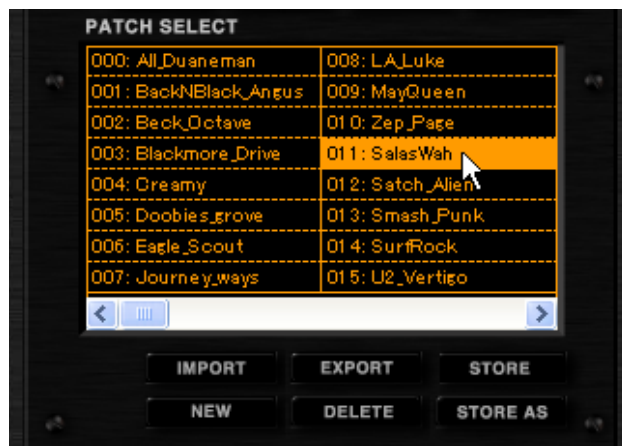 PATCH SELECT
000: All_Duaneman
001: BackNBlack_Angus
002: Beck_Octave
003: Blackmore_Drive
004: Creamy
005: Doobies_grove
006: Eagle_Scout
007: Journey_ways
008: LA_Luke
009: MayQueen
010: Zep_Page
011: SalasWah
012: Satch_Alien
013: Smash_Punk
014: SurfRock
015: U2_Vertigo
IMPORT EXPORT STORE
NEW DELETE STORE AS